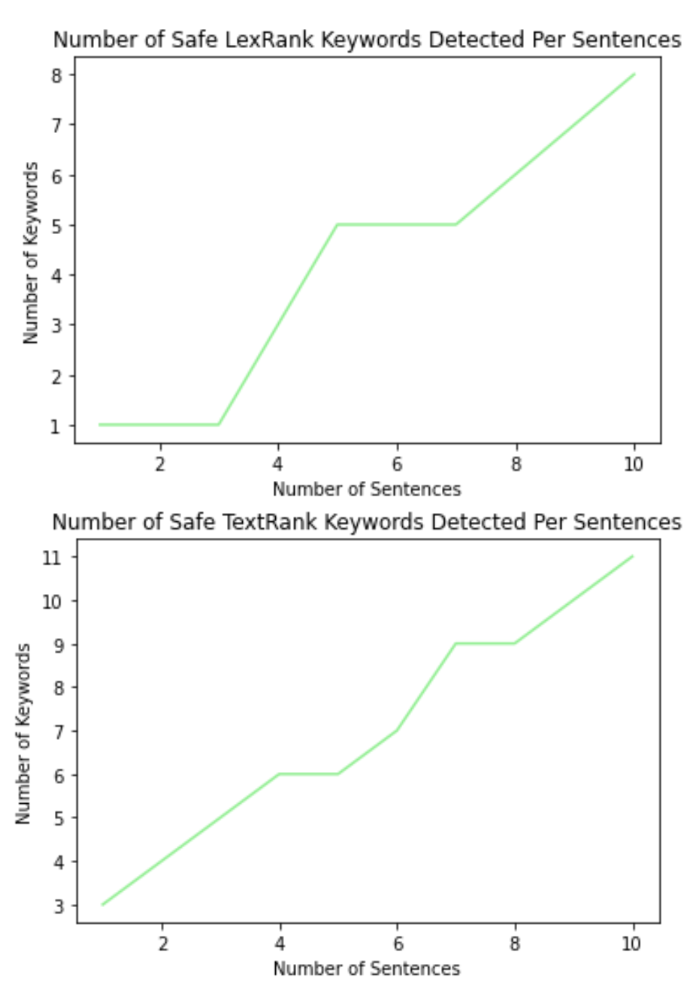 Number of Safe LexRank Keywords Detected Per Sentences
8
7
6
5
4
3
2
1
Number of Keywords
2 4 6 8 10
Number of Sentences
Number of Safe TextRank Keywords Detected Per Sentences
11
10
9
8
7
6
5
4
3
Number of Keywords
2 4 6 8 10
Number of Sentences